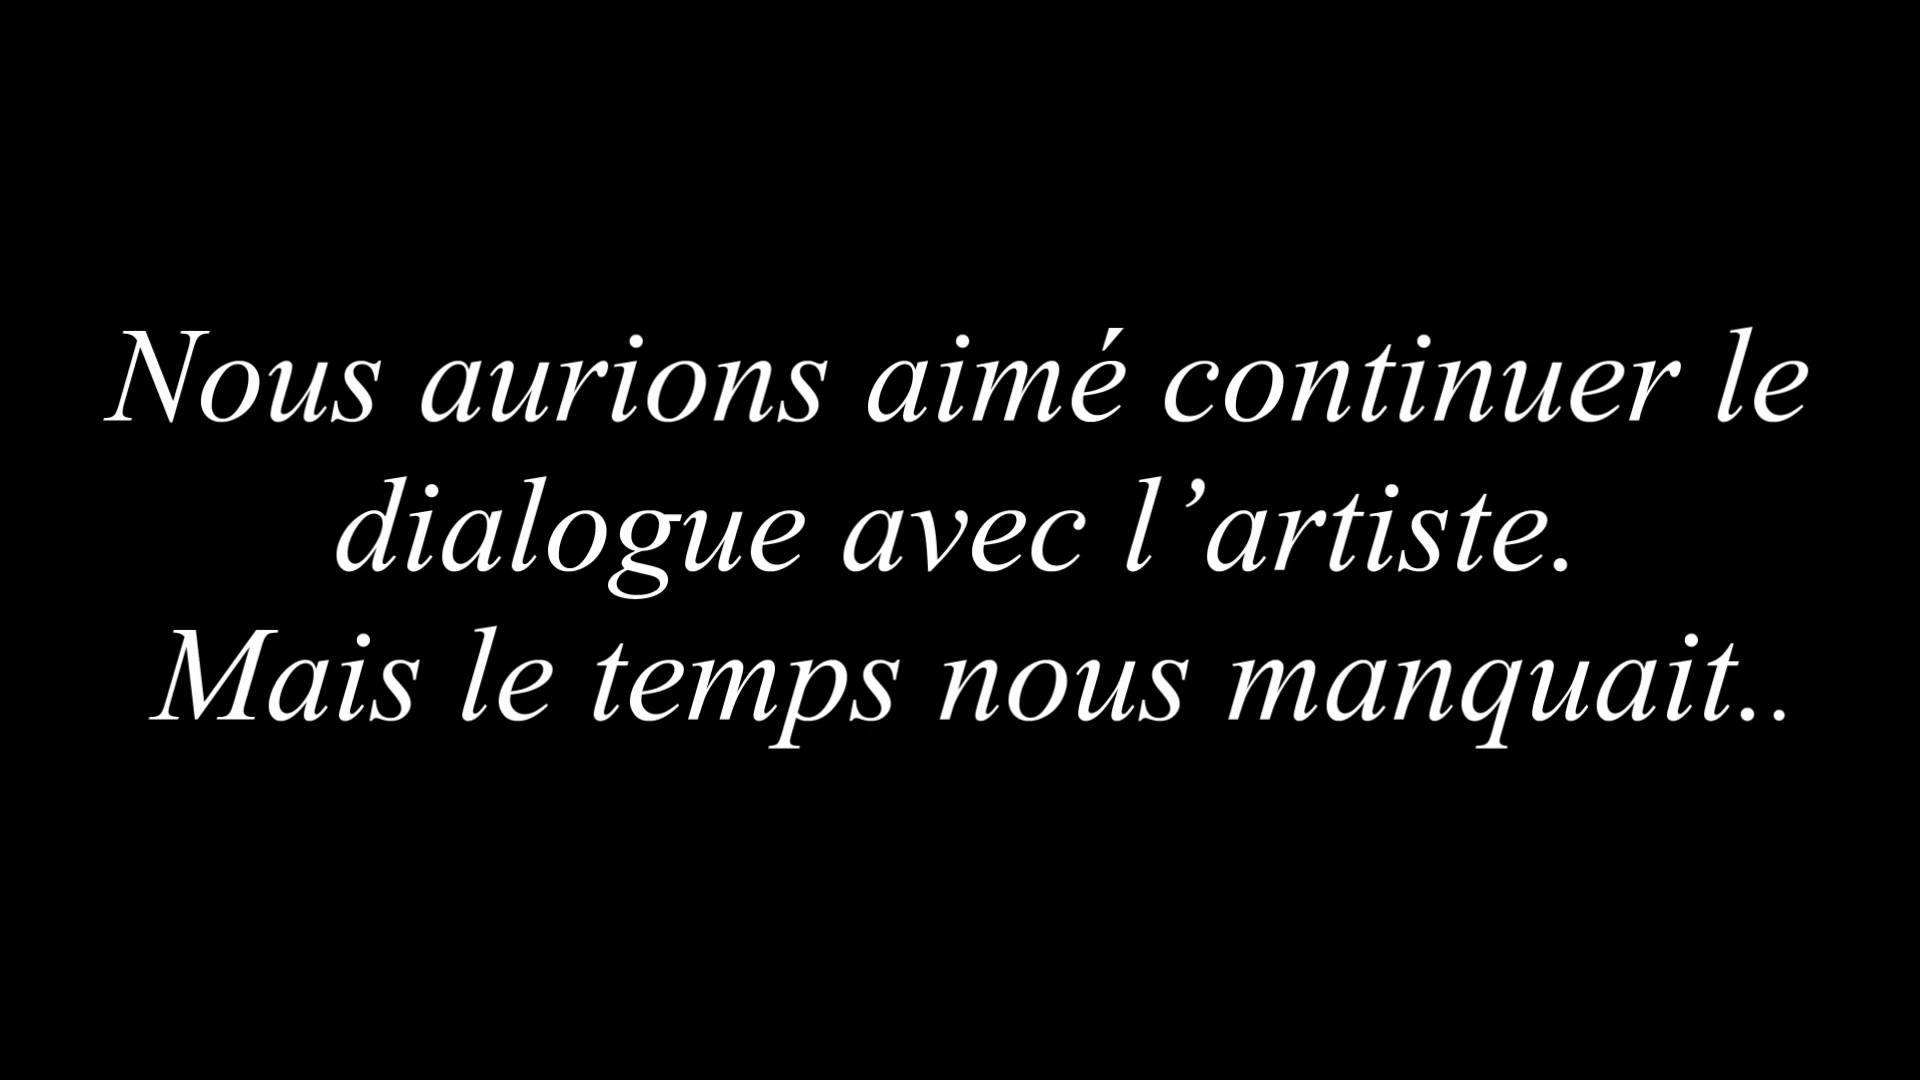 Nous aurions aimé continuer le
dialogue avec l’artiste.
Mais le temps nous manquait..